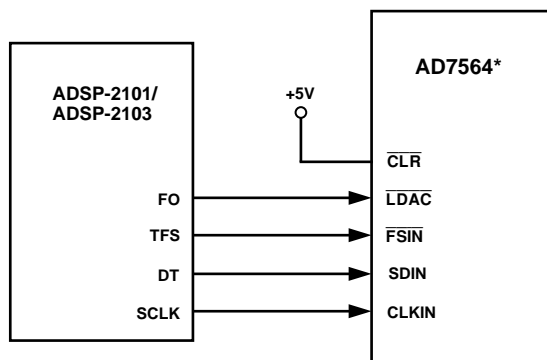 ADSP-2101/
ADSP-2103
FO
TFS
DT
SCLK
+5V
AD7564*
CLR
LDAC
FSIN
SDIN
CLKIN